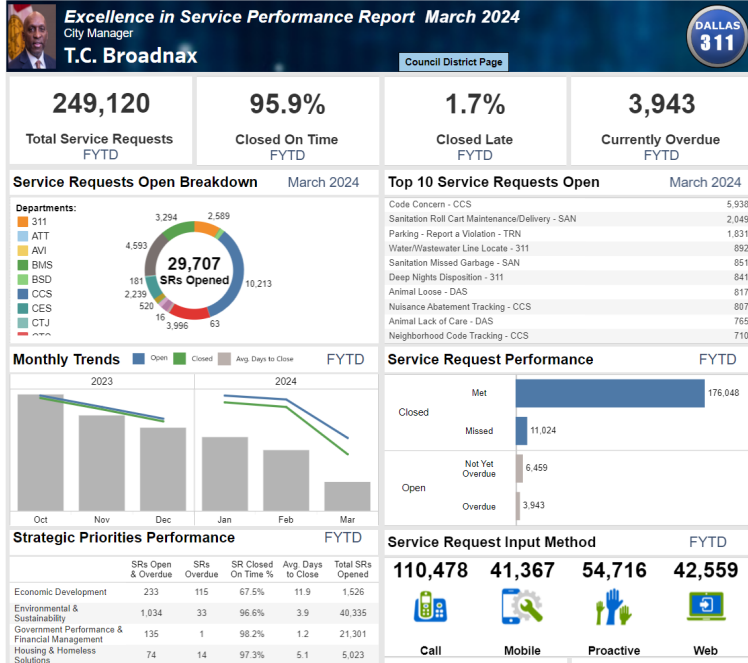 Excellence in Service Performance Report March 2024
City Manager
T.C. Broadnax
Council District Page
DALLAS
311
249,120
Total Service Requests
FYTD
95.9%
Closed On Time
FYTD
1.7%
Closed Late
FYTD
3,943
Currently Overdue
FYTD
Service Requests Open Breakdown March 2024
Departments:
311
ATT
AVI
BMS
BSD
CCS
CES
CTJ
3,294
2,589
4,593
29,707
SRs Opened
10,213
181
2,239
520
16
3,996
63
Top 10 Service Requests Open March 2024
Code Concern - CCS 5,938
Sanitation Roll Cart Maintenance/Delivery - SAN 2,049
Parking - Report a Violation - TRN 1,831
Water/Wastewater Line Locate - 311 892
Sanitation Missed Garbage - SAN 851
Deep Nights Disposition - 311 841
Animal Loose - DAS 817
Nuisance Abatement Tracking - CCS 807
Animal Lack of Care - DAS 765
Neighborhood Code Tracking - CCS 710
Monthly Trends Open Closed Avg. Days to Close FYTD
2023 2024
Oct Nov Dec Jan Feb Mar
Service Request Performance FYTD
Closed
Met 176,048
Missed 11,024
Open
Not Yet
Overdue
6,459
Overdue 3,943
Strategic Priorities Performance FYTD
SRs Open SRs SR Closed Avg. Days Total SRs
& Overdue Overdue On Time % to Close Opened
Economic Development 233 115 67.5% 11.9 1,526
Environmental &
Sustainability
1,034 33 96.6% 3.9 40,335
Government Performance &
Financial Management
135 1 98.2% 1.2 21,301
Housing & Homeless
Solutions
74 14 97.3% 5.1 5,023
Service Request Input Method FYTD
110,478 41,367 54,716 42,559
Call Mobile Proactive Web